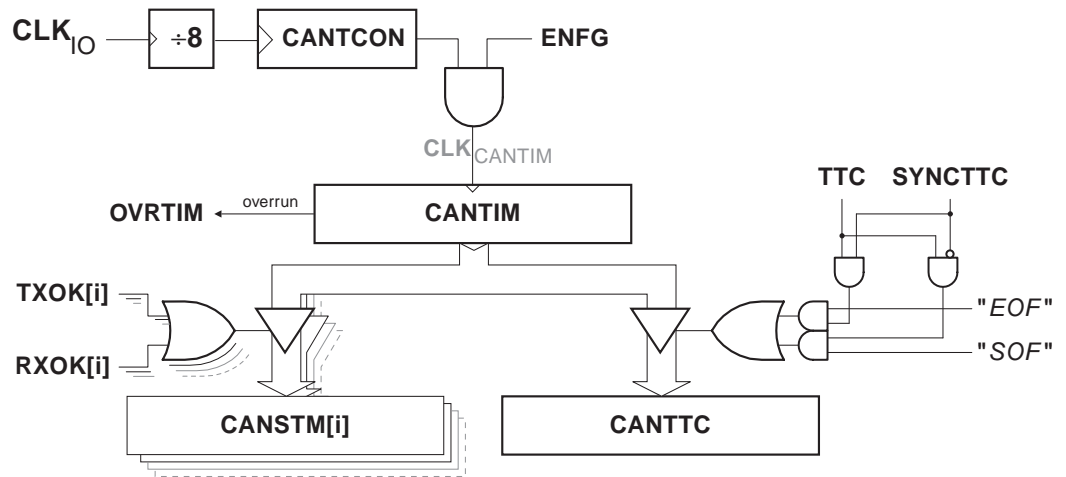 CLKIO ÷8 CANTCON ENFG
CLKCANTIM
TTC SYNCTTC
OVRTIM overrun CANTIM
TXOK[i]
"EOF"
RXOK[i]
"SOF"
CANSTM[i] CANTTC